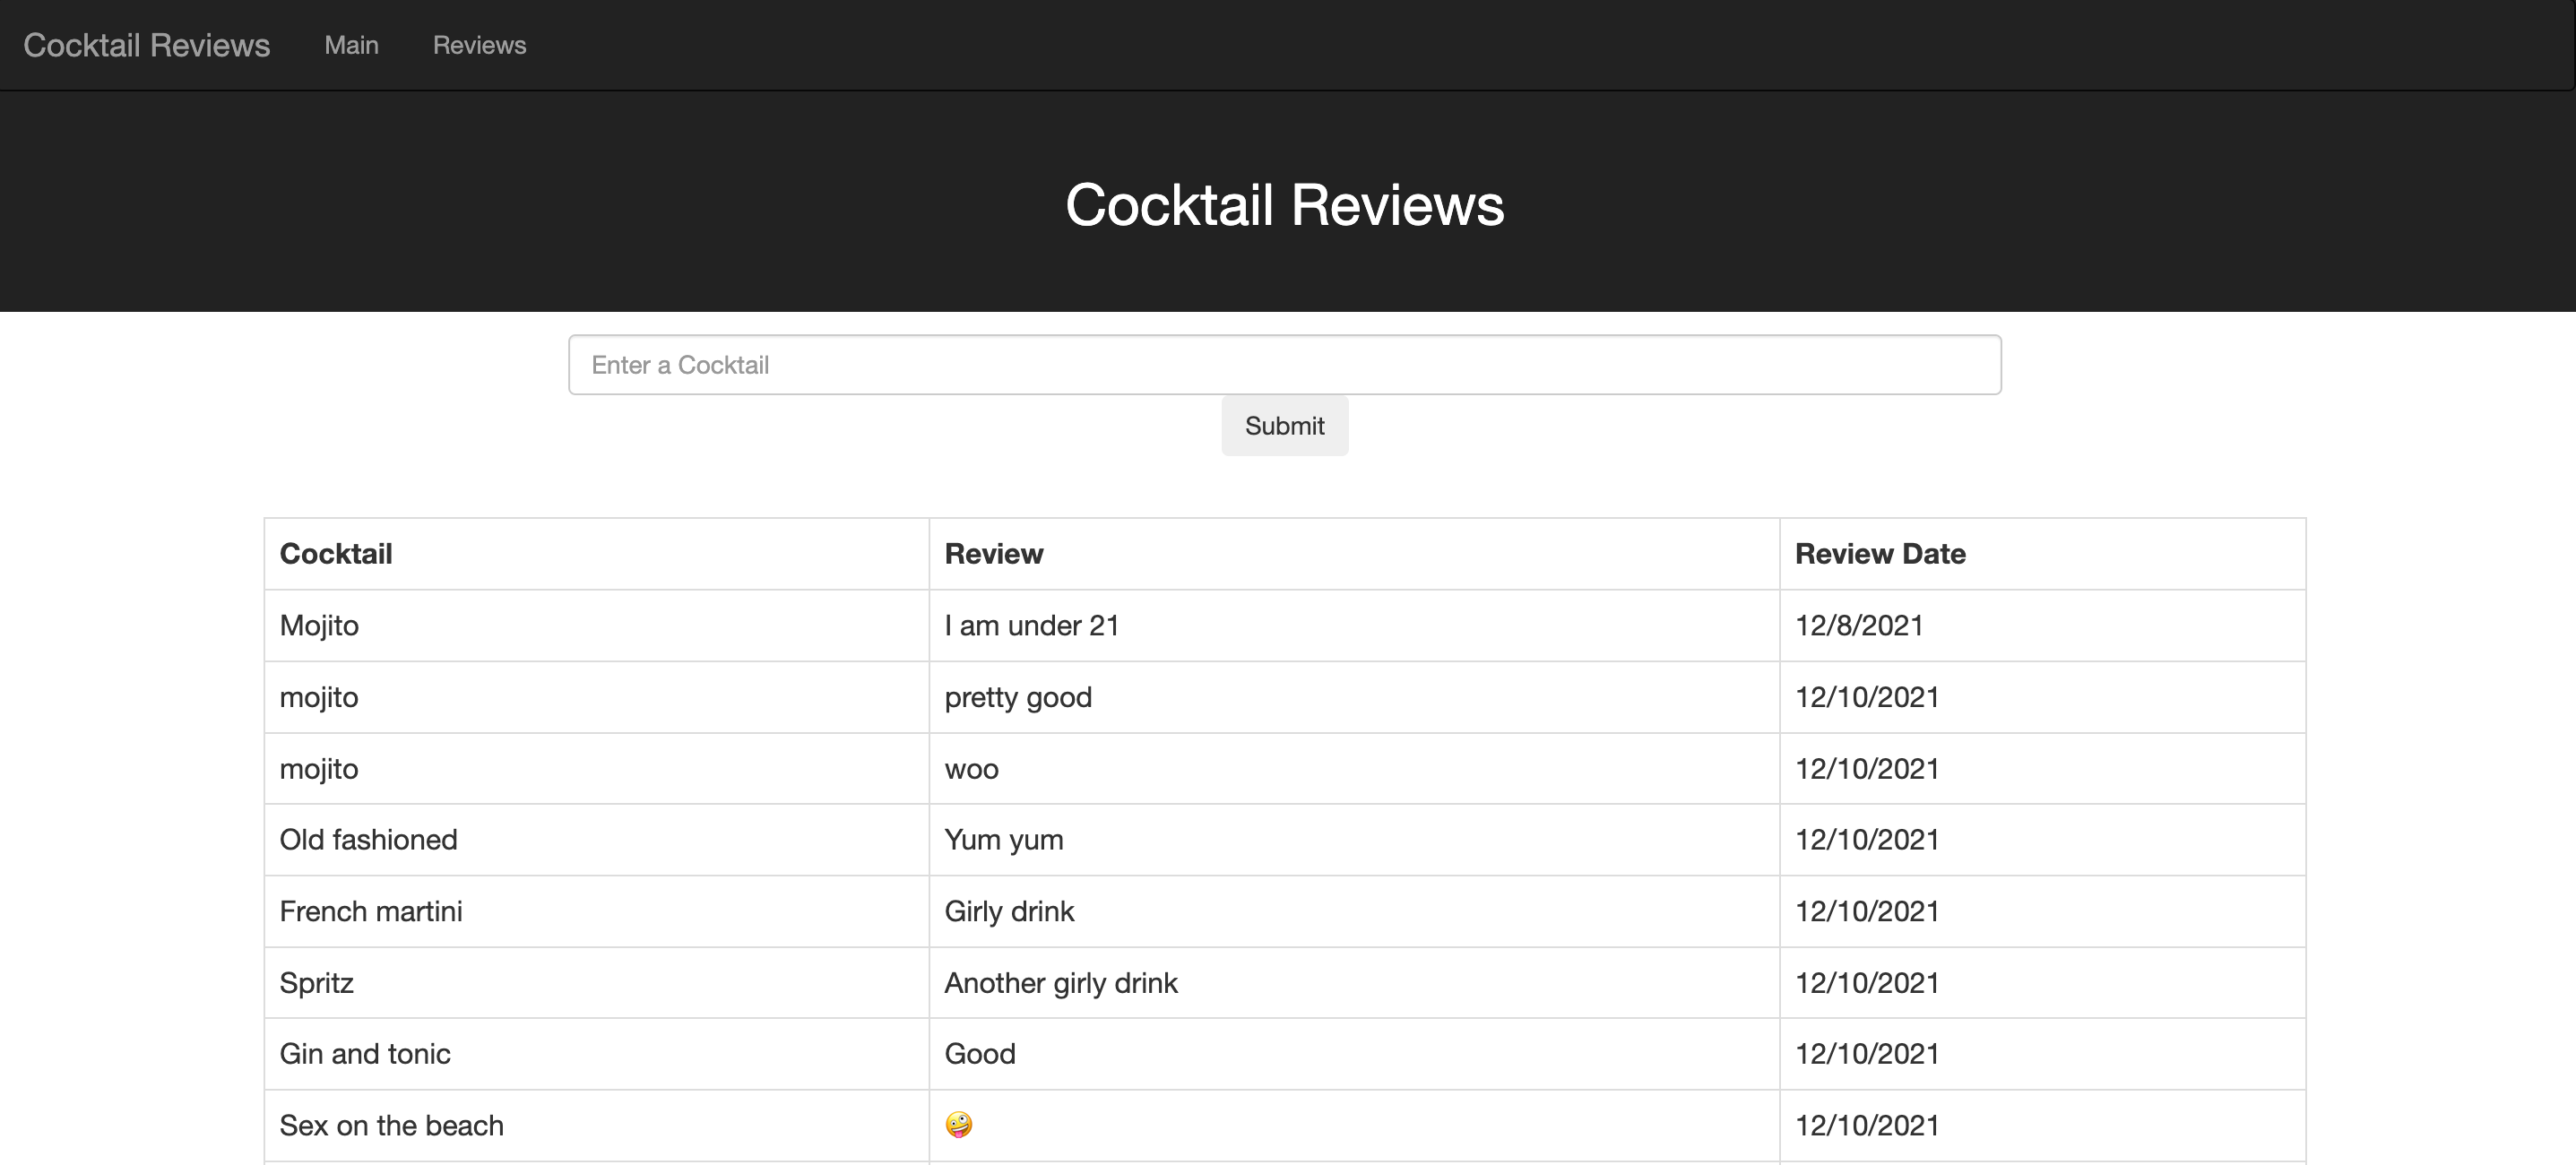 Cocktail Reviews Main Reviews
Cocktail Reviews
Enter a Cocktail
Submit
Cocktail Review Review Date
Mojito I am under 21 12/8/2021
mojito pretty good 12/10/2021
mojito woo 12/10/2021
Old fashioned Yum yum 12/10/2021
French martini Girly drink 12/10/2021
Spritz Another girly drink 12/10/2021
Gin and tonic Good 12/10/2021
Sex on the beach 🤪 12/10/2021